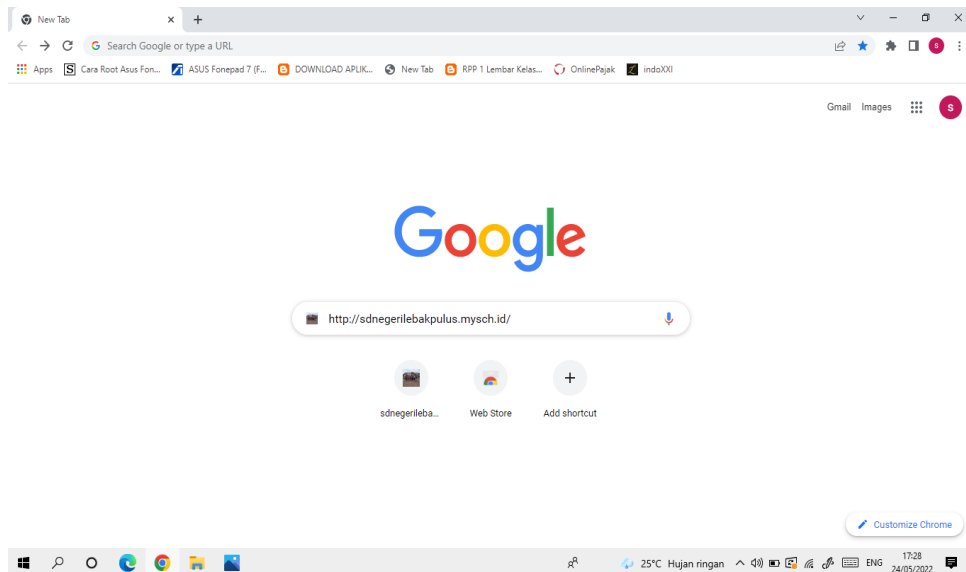 New Tab
Search Google or type a URL
Apps S Cara Root Asus Fon... ASUS Fonepad 7 (F... DOWNLOAD APLIK... New Tab RPP 1 Lembar Kelas... OnlinePajak indoXXI
Gmail Images S
Google
http://sdnegerilebakpulus.mysch.id/
sdnegerileba... Web Store Add shortcut
Customize Chrome
25°C Hujan ringan ENG 17:28
24/05/2022